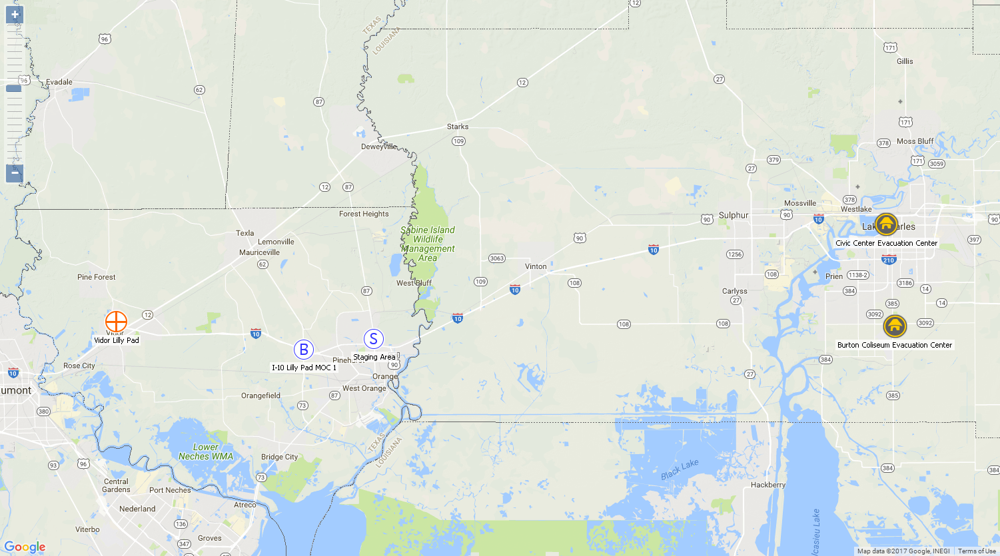 +
12
96
TEXAS
LOUISIANA
171
Gillis
96
Evadale
62
12
27
87
171
Starks
109
Deweyville
378
Moss Bluff
379
171
3059
27
12
87
378
Mossville
Westlake
Forest Heights
Sulphur
90
90
10
90
Texla
Lemonville
Mauriceville
Sabine Island
Wildlife
Management
Area
90
397
Civic Center Evacuation Center
10
1256
210
62
3063
Vinton
Pine Forest
West Bluff
109
108
108
Prien
1138-2
3186
87
10
Carlyss
384
14
27
385
14
12
10
3092
3092
Vidor
Vidor Lilly Pad
10
108
108
B
S
Burton Coliseum Evacuation Center
I-10 Lilly Pad MOC 1
Staging Area
90
384
Rose City
10
Orange
27
West Orange
umont
Orangefield
87
385
73
380
TEXAS
LOUISIANA
Lower
Neches WMA
Bridge City
93
96
73
Black Lake
384
384
Central
Gardens
Port Neches
Hackberry
Atreco
Nederland
136
Viterbo
Groves
347
lcasieu Lake
Google
Map data ©2017 Google, INEGI
Terms of Use